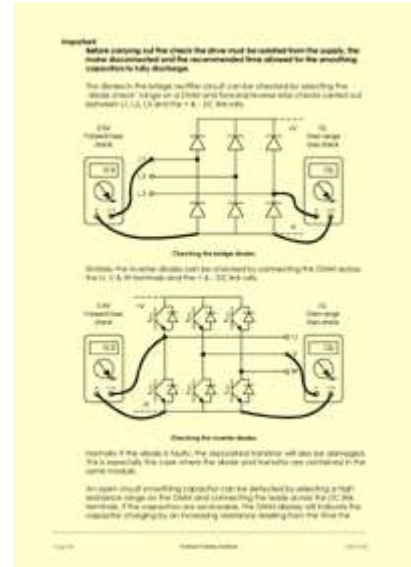 Important
Before carrying out the check the drive must be isolated from the supply, the
motor disconnected and the recommended time allowed for the smoothing
capacitors to fully discharge.
The diodes in the bridge rectifier circuit can be checked by selecting the
'diode check' range on a DMM and forward/reverse bias checks carried out
between L1, L2, L3 and the + & - DC link rails.
Forward bias
check
Over-range
bias check
+V
L2
L3
Checking the bridge diodes
Similarly, the inverter diodes can be checked by connecting the DMM across
the U, V & W terminals and the + & - DC link rails.
Forward bias
check
+V
Over-range
bias check
U
V
W
Checking the inverter diodes
Normally if the diode is faulty, the associated transistor will also be damaged.
This is especially the case where the diode and transistor are contained in the
same module.
An open circuit smoothing capacitor can be detected by selecting a high
resistance range on the DMM and connecting the leads across the DC link
terminals. If the capacitors are serviceable, the DMM display will indicate the
capacitor charging by an increasing resistance reading from the time the